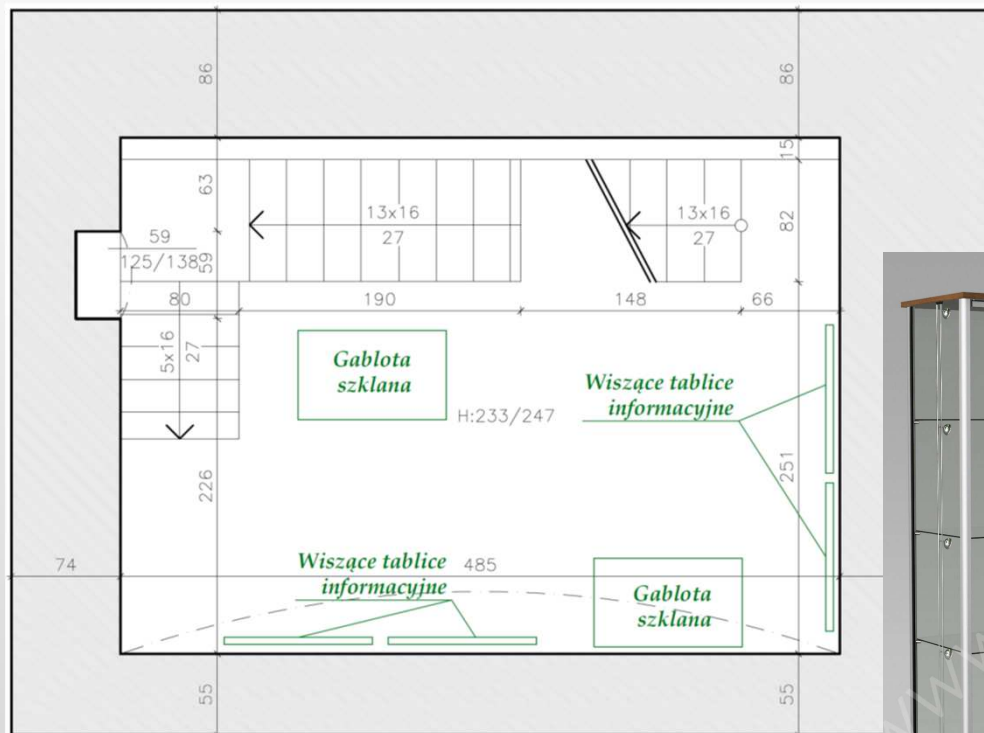 86
86
15
63
13x16
27
13x16
27
82
59
125/138
59
80
190
148
66
5x16
27
Gablota
szklana
Wiszące tablice
informacyjne
H:233/247
251
226
74
Wiszące tablice
informacyjne
485
Gablota
szklana
55
55
www